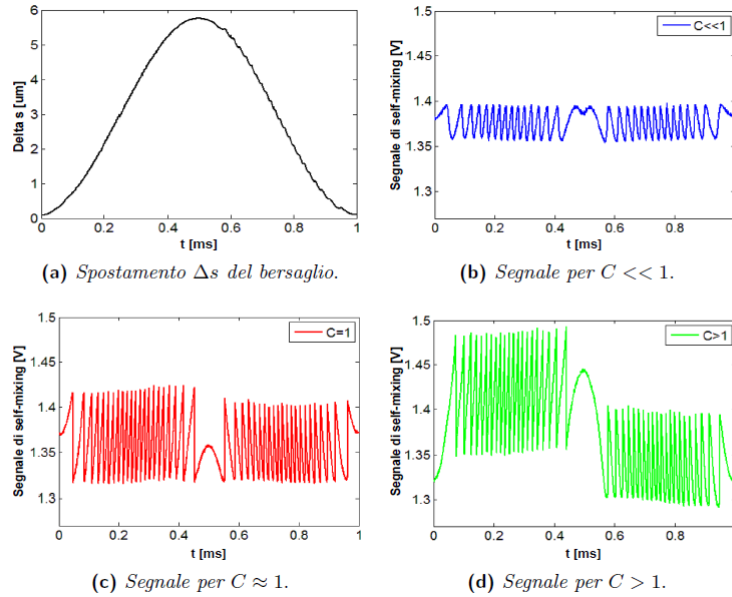 6
5
4
3
2
1
0
0
0.2
0.4
0.6
0.8
1
Delta s [um]
t [ms]
(a) Spostamento Δs del bersaglio.
1.5
1.45
1.4
1.35
1.3
0
0.2
0.4
0.6
0.8
Segnale di self-mixing [V]
C<<1
t [ms]
(b) Segnale per C << 1.
1.5
1.4
1.3
0
0.2
0.4
0.6
0.8
1
Segnale di self-mixing [V]
C=1
t [ms]
(c) Segnale per C ≈ 1.
1.5
1.45
1.4
1.35
1.3
0
0.2
0.4
0.6
0.8
Segnale di self-mixing [V]
C>1
t [ms]
(d) Segnale per C > 1.